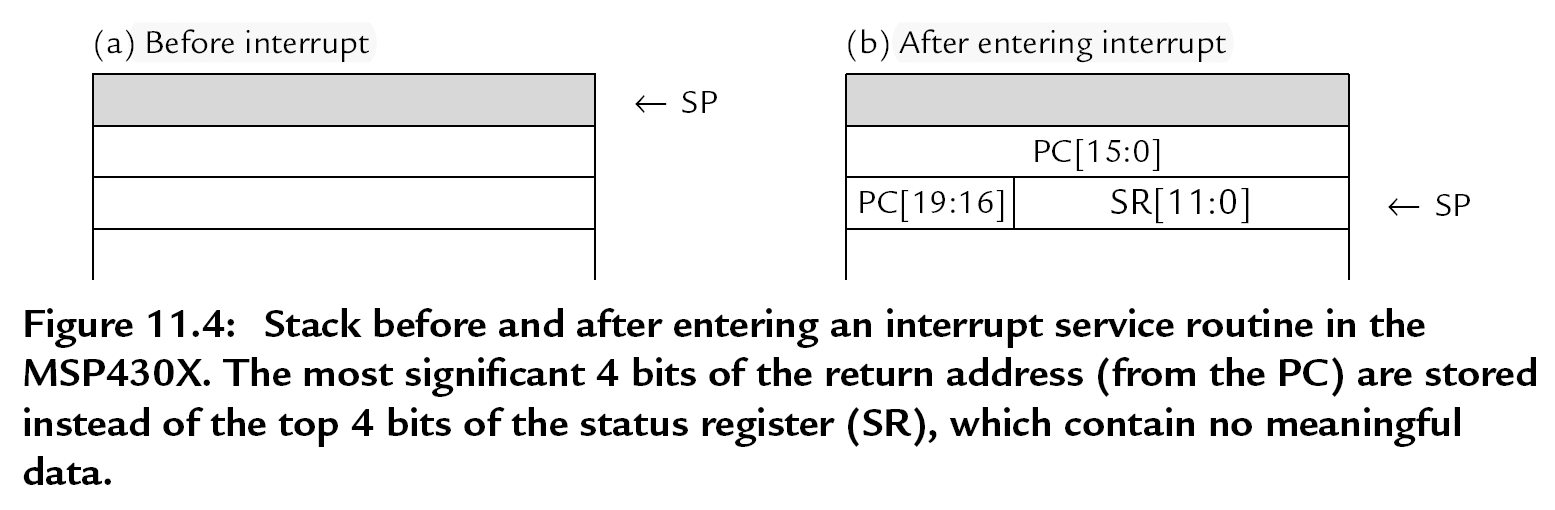 (a) Before interrupt
← SP
(b) After entering interrupt
PC[15:0]
PC[19:16]
SR[11:0]
← SP
Figure 11.4: Stack before and after entering an interrupt service routine in the
MSP430X. The most significant 4 bits of the return address (from the PC) are stored
instead of the top 4 bits of the status register (SR), which contain no meaningful
data.